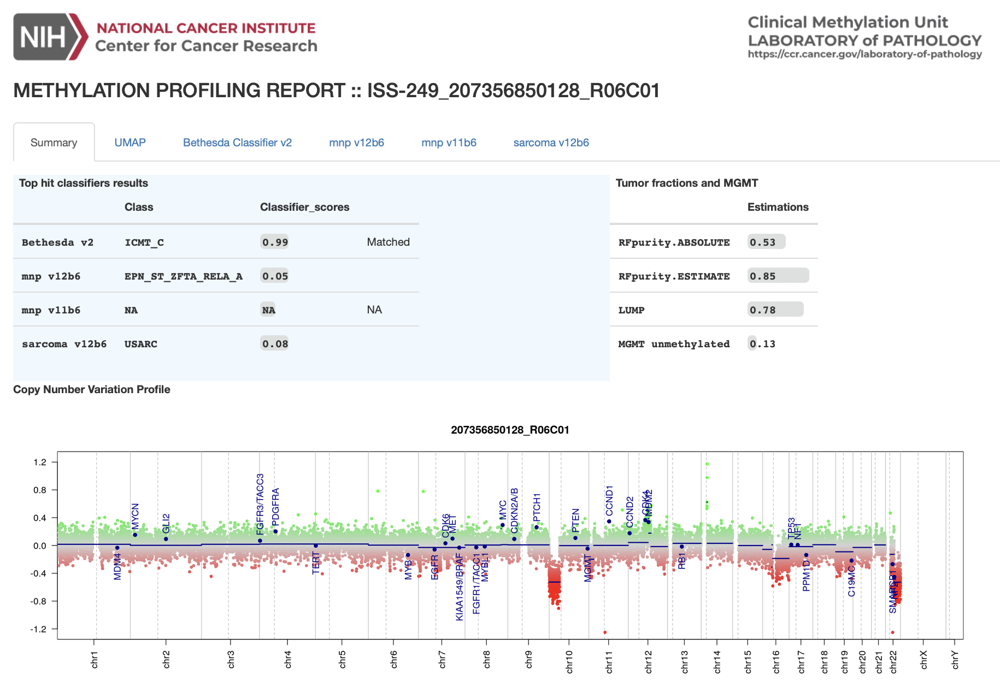 NIH NATIONAL CANCER INSTITUTE
Center for Cancer Research
Clinical Methylation Unit
LABORATORY of PATHOLOGY
https://ccr.cancer.gov/laboratory-of-pathology
METHYLATION PROFILING REPORT :: ISS-249_207356850128_R06C01
Summary UMAP Bethesda Classifier v2 mnp v12b6 mnp v11b6 sarcoma v12b6
Top hit classifiers results
Class Classifier_scores
Bethesda v2 ICMT_C 0.99 Matched
mnp v12b6 EPN_ST_ZFTA_RELA_A 0.05
mnp v11b6 NA NA NA
sarcoma v12b6 USARC 0.08
Tumor fractions and MGMT
Estimations
RFpurity.ABSOLUTE 0.53
RFpurity.ESTIMATE 0.85
LUMP 0.78
MGMT unmethylated 0.13
Copy Number Variation Profile
207356850128_R06C01
1.2
0.8
0.4
0.0
-0.4
-0.8
-1.2
MDM4
MYCN
GLI2
FGFR3/TACC3
PDGFRA
TERT
MYB
EGFR
CDK6
MET
KIAA1549/BRAF
FGFR1/TACC1
MYBL1
MYC
CDKN2A/B
PTCH1
PTEN
MGMT
CCND1
CCND2
CDK4
MDM2
RB1
TP53
NF1
PPM1D
C19MC
SMARCB1
NF2
chr1 chr2 chr3 chr4 chr5 chr6 chr7 chr8 chr9 chr10 chr11 chr12 chr13 chr14 chr15 chr16 chr17 chr18 chr19 chr20 chr21 chr22 chrX chrY